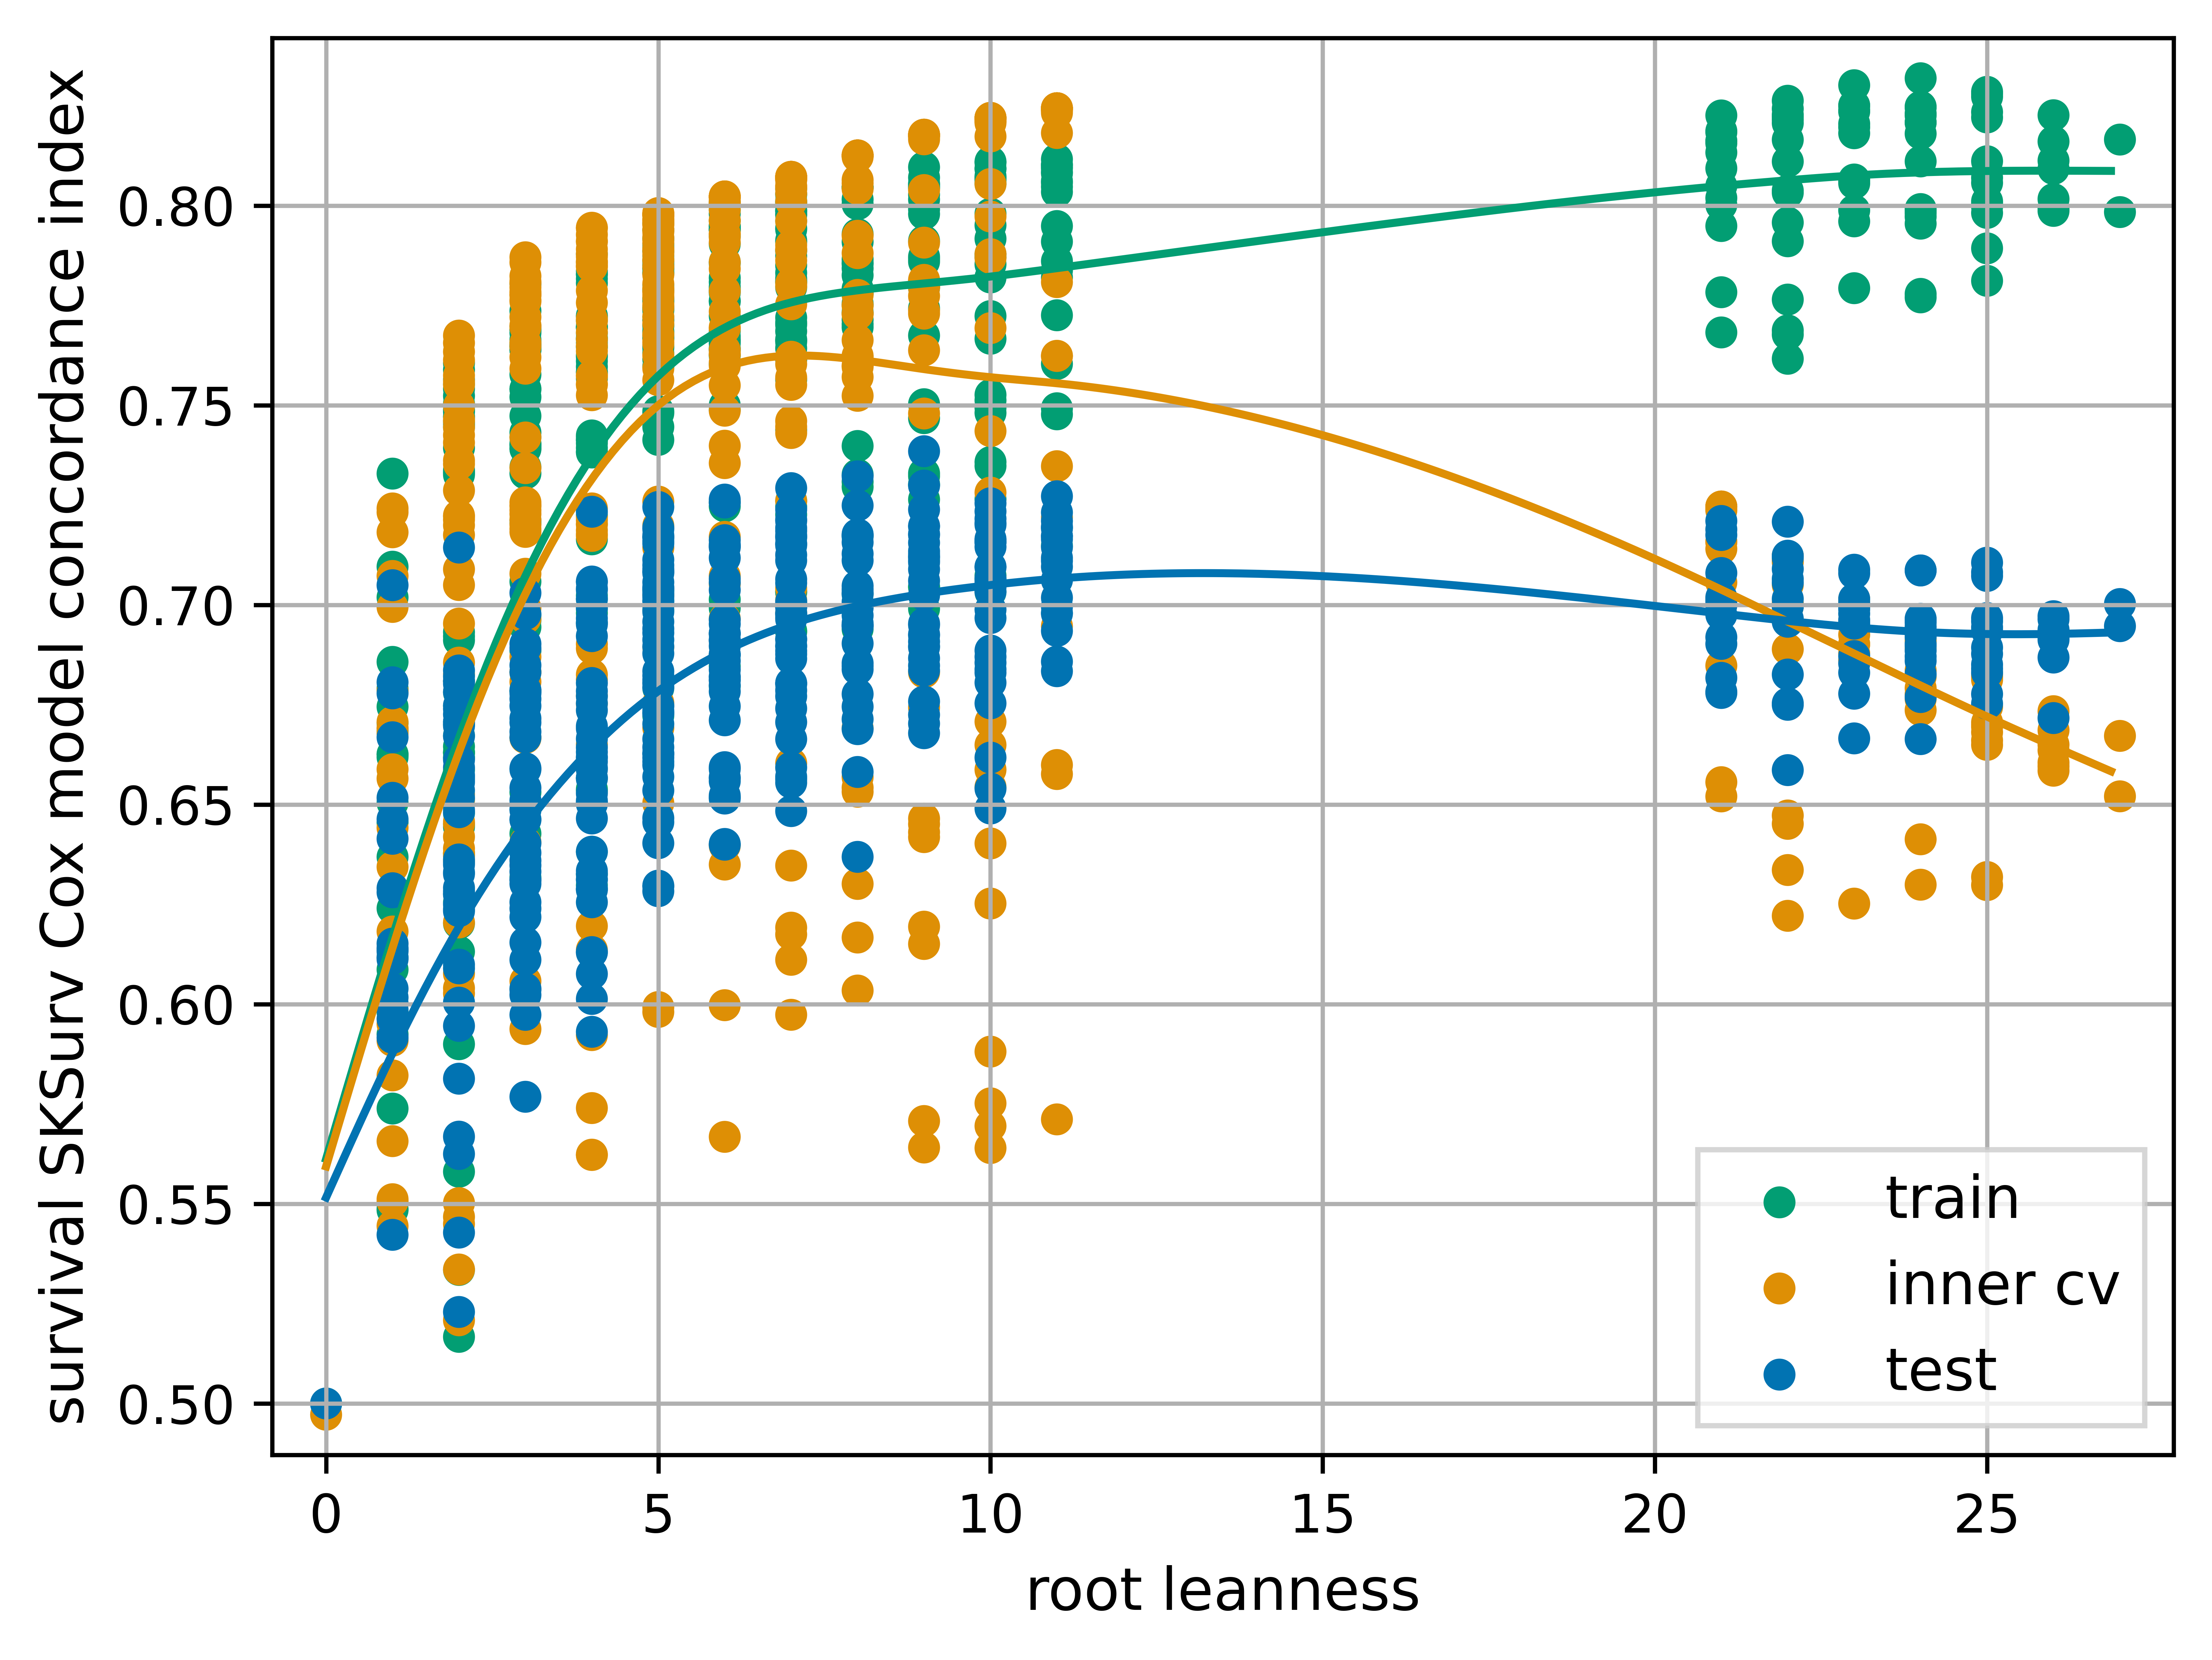 survival SKSurv Cox model concordance index
0.80
0.75
0.70
0.65
0.60
0.55
0.50
train
inner cv
test
0 5 10 15 20 25
root leanness